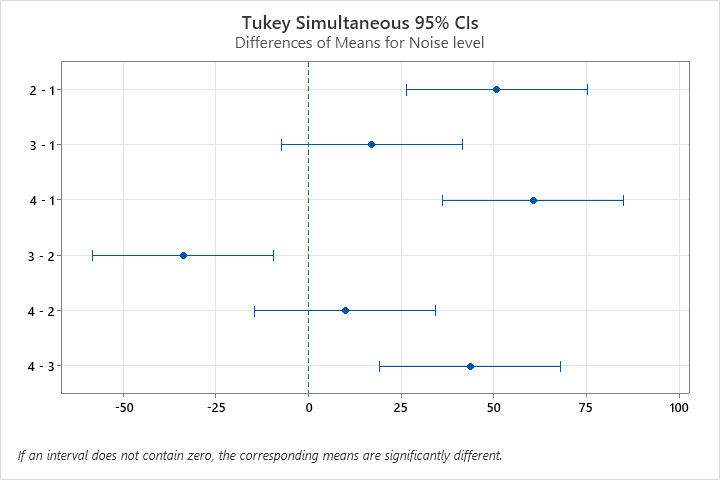 Tukey Simultaneous 95% CIs
Differences of Means for Noise level
2 - 1
3 - 1
4 - 1
3 - 2
4 - 2
4 - 3
-50 -25 0 25 50 75 100
If an interval does not contain zero, the corresponding means are significantly different.